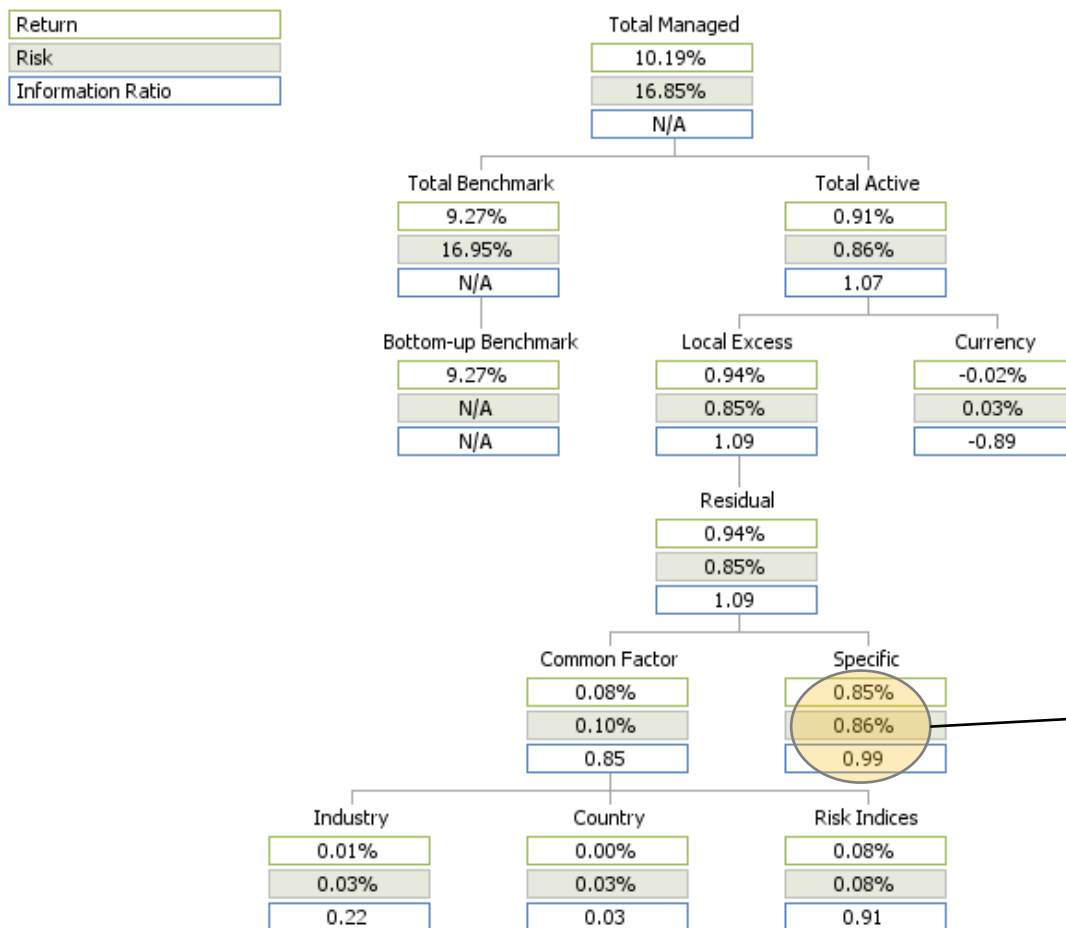 Return
Risk
Information Ratio
Total Managed
10.19%
16.85%
N/A
Total Benchmark
9.27%
16.95%
N/A
Total Active
0.91%
0.86%
1.07
Bottom-up Benchmark
9.27%
N/A
N/A
Local Excess
0.94%
0.85%
1.09
Currency
-0.02%
0.03%
-0.89
Residual
0.94%
0.85%
1.09
Common Factor
0.08%
0.10%
0.85
Specific
0.85%
0.86%
0.99
Industry
0.01%
0.03%
0.22
Country
0.00%
0.03%
0.03
Risk Indices
0.08%
0.08%
0.91